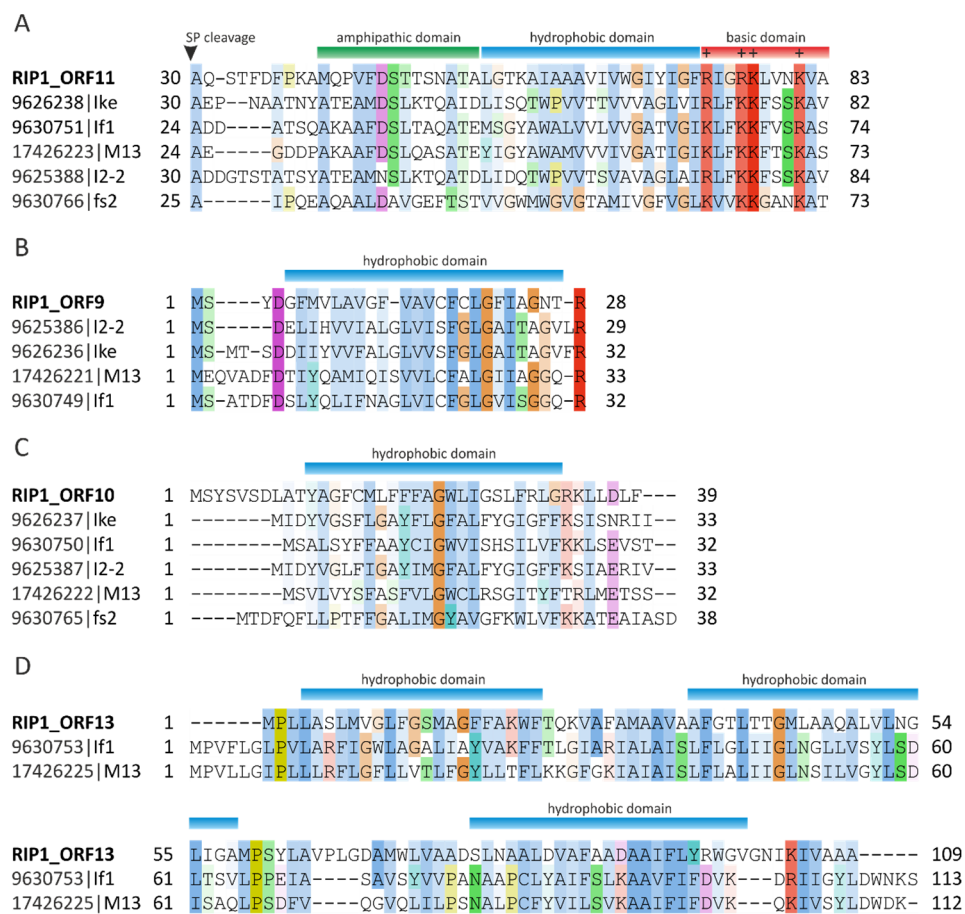 A
SP cleavage amphipathic domain hydrophobic domain basic domain
+ + + +
RIP1_ORF11 30 AQ-STFDFPKAMQPVFDSTTSNATALGTKAIAAAVIVWGIYIGFRIGRKLVNKVA 83
9626238|Ike 30 AEP--NAATNYATEAMDSLKTQAIDLISQTWPVVTTVVVAGLVIRLFKKFSSKAV 82
9630751|If1 24 ADD----ATSQAKAAFDSLTAQATEMSGYAWALVVLVVGATVGIKLFKKFVSRAS 74
17426223|M13 24 AE-----GDDPAKAAFDSLQASATEYIGYAWAMVVVIVGATIGIKLFKKFTSKAS 73
9625388|I2-2 30 ADDGTSTATSYATEAMNSLKTQATDLIDQTWPVVTSVAVAGLAIRLFKKFSSKAV 84
9630766|fs2 25 A------IPQEAQAALDAVGEFTSTVVGWMWGVGTAMIVGFVGLKVVKKGANKAT 73
B
hydrophobic domain
RIP1_ORF9 1 MS----YDGFMVLAVGF-VAVCFCLGFIAGNT-R 28
9625386|I2-2 1 MS-----DELIHVVIALGLVISFGLGAITAGVLR 29
9626236|Ike 1 MS-MT-SDDIIYVVFALGLVVSFGLGAITAGVFR 32
17426221|M13 1 MEQVADFDTIYQAMIQISVVLCFALGIIAGGQ-R 33
9630749|If1 1 MS-ATDFDSLYQLIFNAGLVICFGLGVISGGQ-R 32
C
hydrophobic domain
RIP1_ORF10 1 MSYSVSDLATYAGFCMLFFFAGWLIGSLFRLGRKLLDLF--- 39
9626237|Ike 1 -------MIDYVGSFLGAYFLGFALFYGIGFFKSISNRII-- 33
9630750|If1 1 --------MSALSYFFAAYCIGWVISHSILVFKKLSEVST-- 32
9625387|I2-2 1 -------MIDYVGLFIGAYIMGFALFYGIGFFKSIAERIV-- 33
17426222|M13 1 --------MSVLVYSFASFVLGWCLRSGITYFTRLMETSS-- 32
9630765|fs2 1 ----MTDFQFLLPTFFGALIMGYAVGFKWLVFKKATEAIASD 38
D
hydrophobic domain hydrophobic domain
RIP1_ORF13 1 ------MPLLASLMVGLFGSMAGFFAKWFTQKVAFAMAAVAAFGTLTTGMLAAQALVLNG 54
9630753|If1 1 MPVFLGLPVLARFIGWLAGALIAYVAKFFTLGIARIALAISLFLGLIIGLNGLLVSYLSD 60
17426225|M13 1 MPVLLGIPLLLRFLGFLLVTLFGYLLTFLKKGFGKIAIAISLFLALIIGLNSILVGYLSD 60
hydrophobic domain
RIP1_ORF13 55 LIGAMPSYLAVPLGDAMWLVAADSLNAALDVAFAADAAIFLYRWGVGNIKIVAAA----- 109
9630753|If1 61 LTSVLPPEIA----SAVSYVVPANAAPCLYAIFSLKAAVFIFDVK---DRIIGYLDWNKS 113
17426225|M13 61 ISAQLPSDFV----QGVQLILPSNALPCFYVILSVKAAIFIFDVK---QKIVSYLDWDK- 112